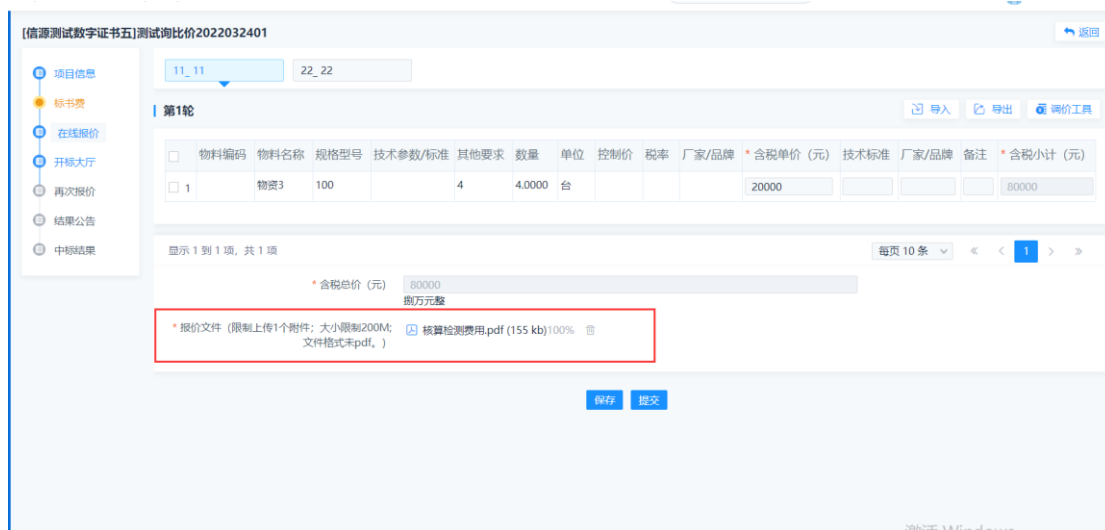 [信源测试数字证书五]测试询比价2022032401
返回
项目信息
标书费
在线报价
开标大厅
再次报价
结果公告
中标结果
11_ 11
22_ 22
第1轮
导入 导出 调价工具
物料编码 物料名称 规格型号 技术参数/标准 其他要求 数量 单位 控制价 税率 厂家/品牌 * 含税单价（元） 技术标准 厂家/品牌 备注 * 含税小计（元）
1 物资3 100 4 4.0000 台 20000 80000
显示 1 到 1 项, 共 1 项
每页 10 条 « < 1 > »
* 含税总价（元） 80000
捌万元整
* 报价文件（限制上传1个附件；大小限制200M;
文件格式未pdf。）
核算检测费用.pdf (155 kb)100%
保存 提交
激活 Windows